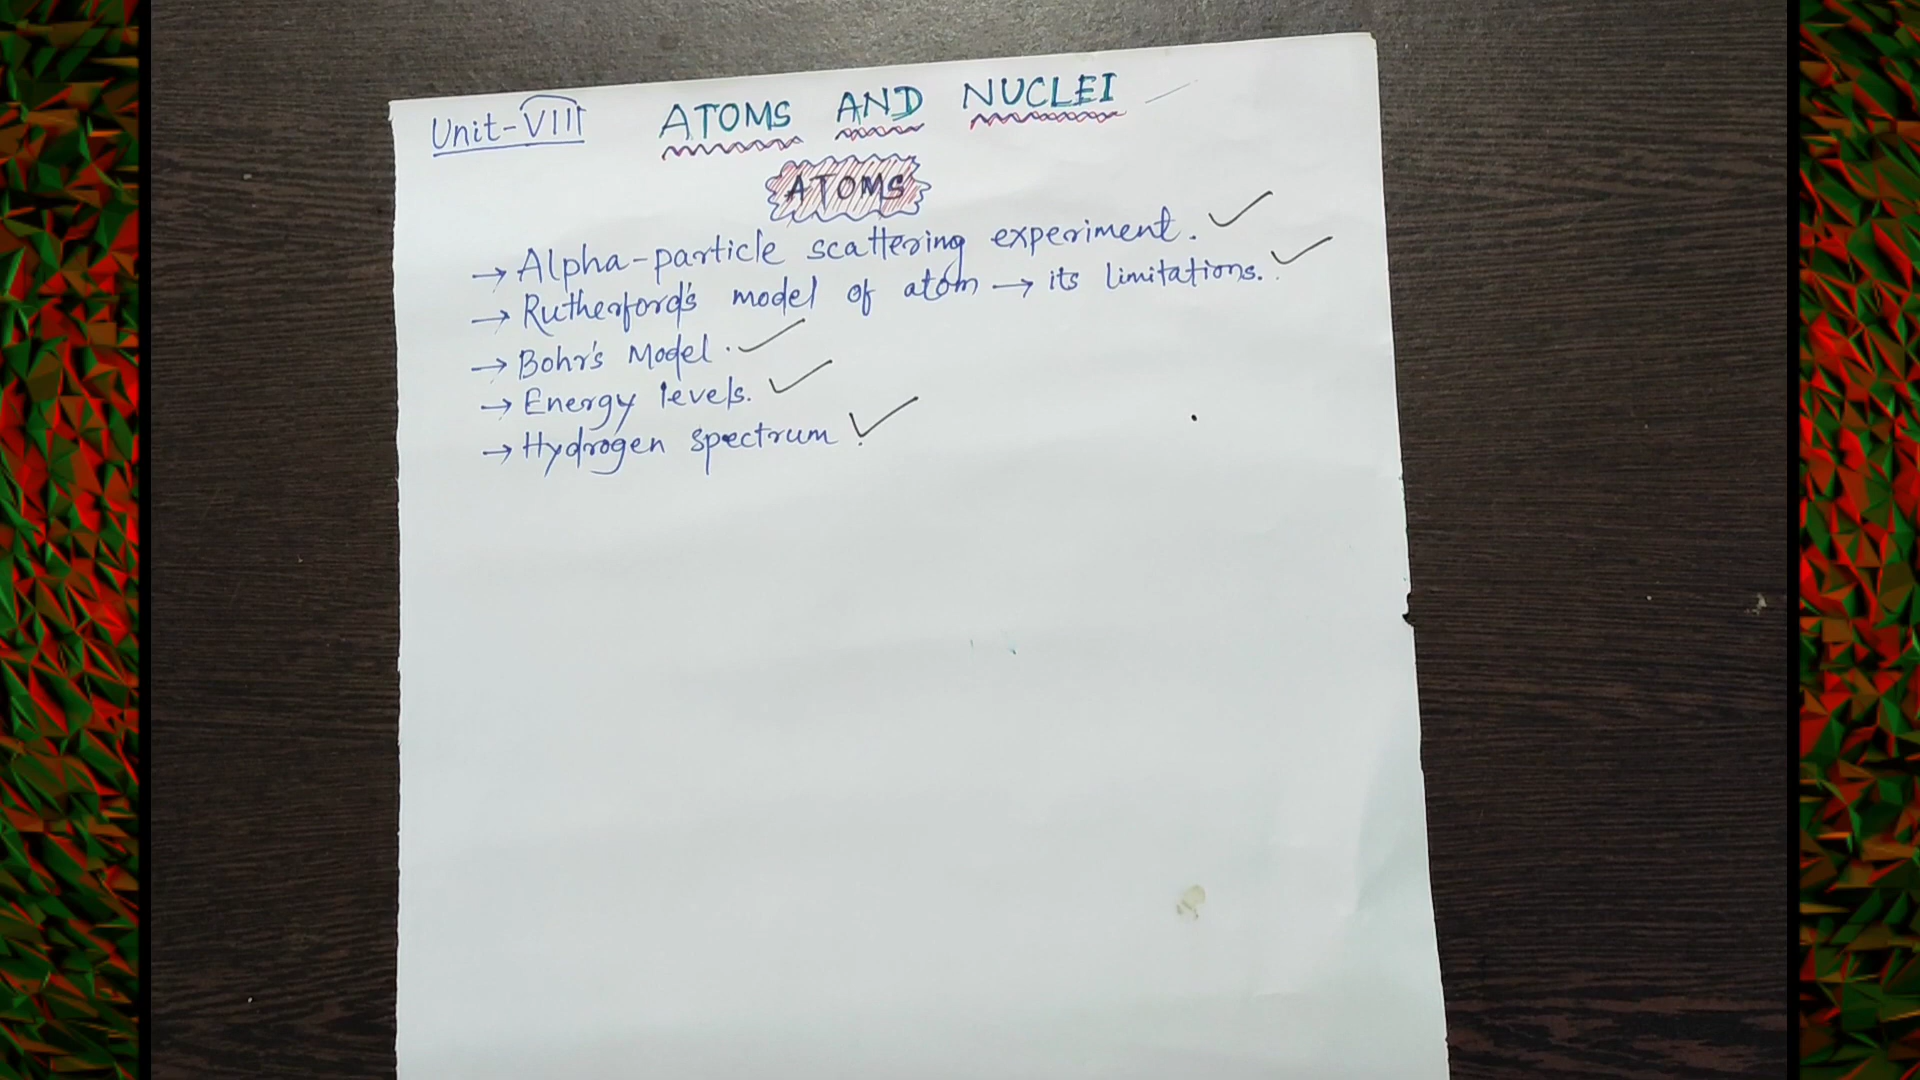 Unit-VIII ATOMS AND NUCLEI
ATOMS
→ Alpha-particle scattering experiment.
→ Rutherford's model of atom → its limitations.
→ Bohr's Model.
→ Energy levels.
→ Hydrogen spectrum.